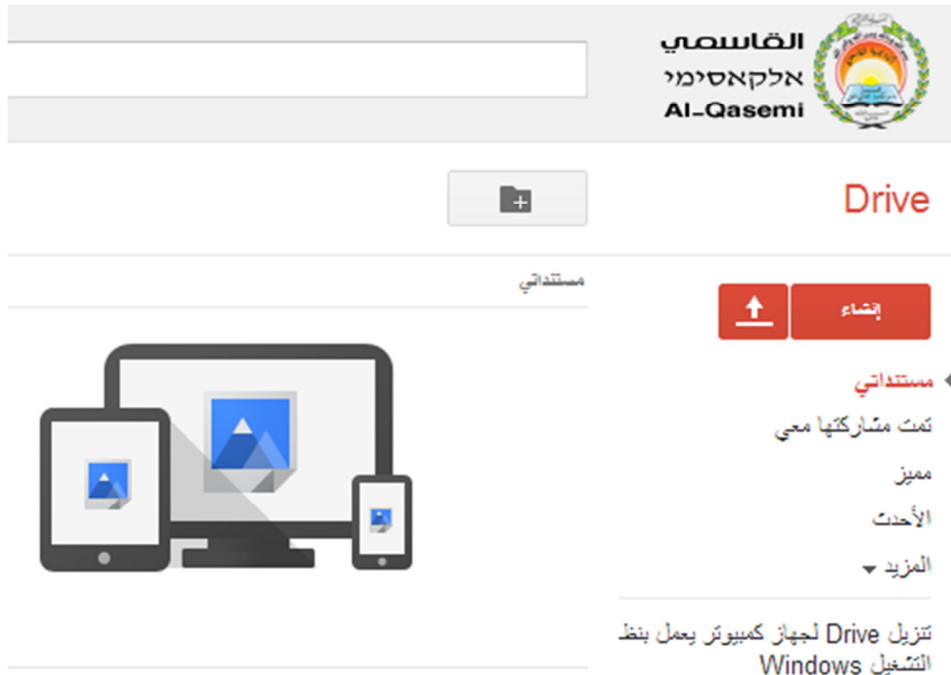 القاسمي
אלקאסימי
Al-Qasemi
Drive
إنشاء
مستنداتي
مستنداتي
تمت مشاركتها معي
مميز
الأحدث
المزيد
تنزيل Drive لجهاز كمبيوتر يعمل بنظ
التشغيل Windows